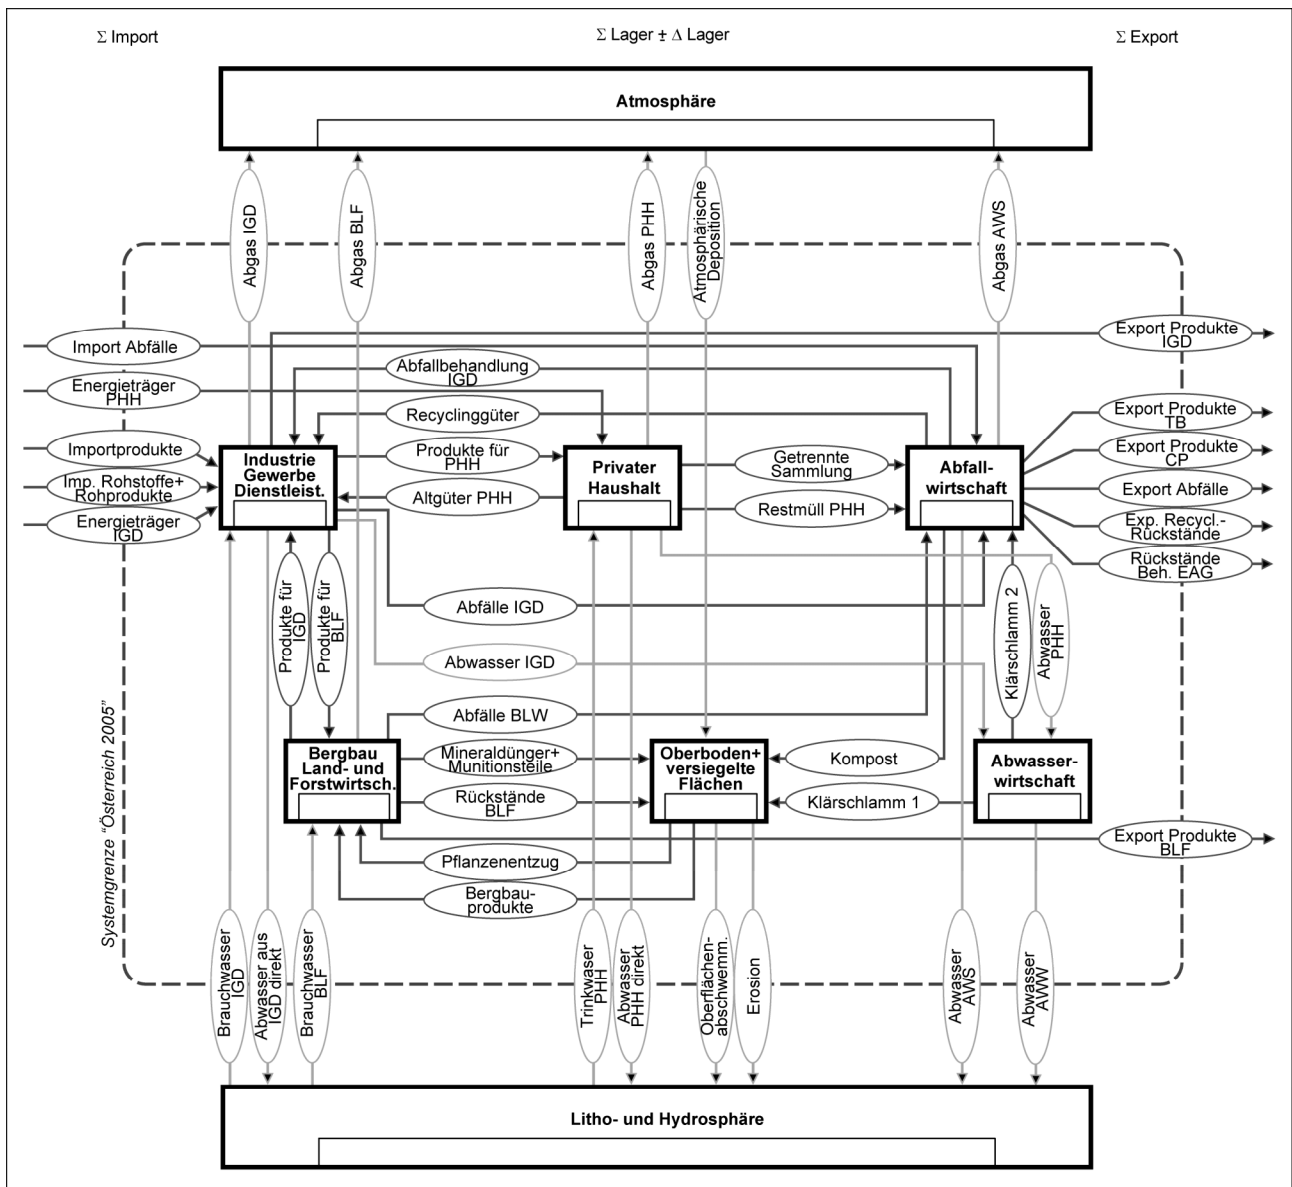 Σ Import
Σ Lager ± Δ Lager
Σ Export
Atmosphäre
Abgas IGD
Abgas BLF
Abgas PHH
Atmosphärische
Deposition
Abgas AWS
Import Abfälle
Energieträger
PHH
Importprodukte
Imp. Rohstoffe+
Rohprodukte
Energieträger
IGD
Abfallbehandlung
IGD
Recyclinggüter
Produkte für
PHH
Altgüter PHH
Industrie
Gewerbe
Dienstleist.
Privater
Haushalt
Getrennte
Sammlung
Restmüll PHH
Abfall-
wirtschaft
Export Produkte
IGD
Export Produkte
TB
Export Produkte
CP
Export Abfälle
Exp. Recycl.-
Rückstände
Rückstände
Beh. EAG
Produkte für
IGD
Produkte für
BLF
Abfälle IGD
Abwasser IGD
Klärschlamm 2
Abwasser
PHH
Abfälle BLW
Mineraldünger+
Munitionsteile
Rückstände
BLF
Bergbau
Land- und
Forstwirtsch.
Oberboden+
versiegelte
Flächen
Kompost
Klärschlamm 1
Abwasser-
wirtschaft
Export Produkte
BLF
Pflanzenentzug
Bergbau-
produkte
Systemgrenze "Österreich 2005"
Brauchwasser
IGD
Abwasser aus
IGD direkt
Brauchwasser
BLF
Trinkwaser
PHH
Abwasser
PHH direkt
Oberflächen-
abschwemm.
Erosion
Abwasser
AWS
Abwasser
AWW
Litho- und Hydrosphäre